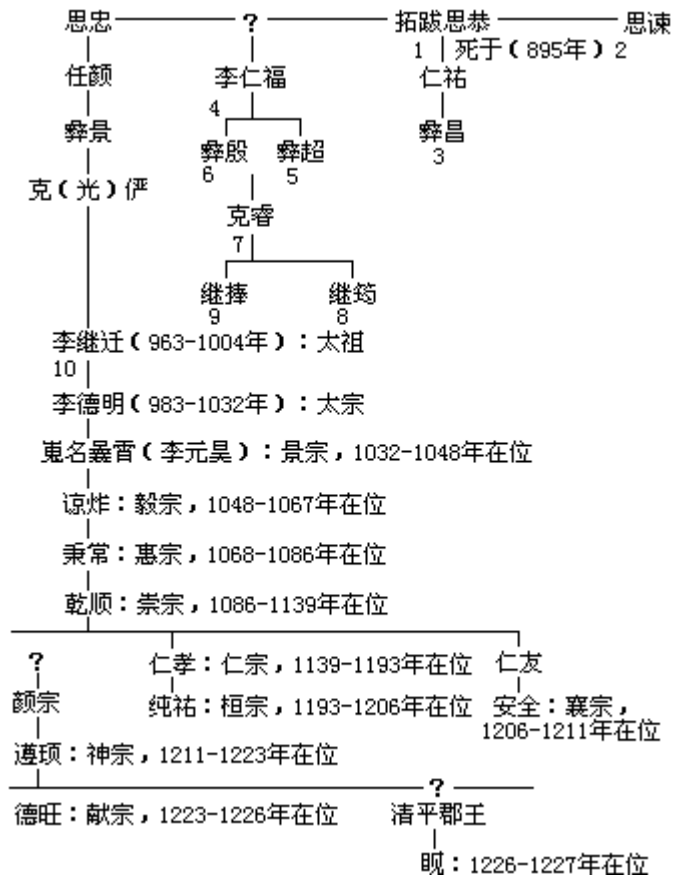 思忠 ? 拓跋思恭 思谏
1 死于(895年) 2
任颜 李仁福 仁祐
4
彝景 彝殷 彝超 彝昌
6 5 3
克(光)俨 克睿
7
继捧 继筠
9 8
李继迁(963-1004年):太祖
10
李德明(983-1032年):太宗
嵬名曩霄(李元昊):景宗,1032-1048年在位
谅炸:毅宗,1048-1067年在位
秉常:惠宗,1068-1086年在位
乾顺:崇宗,1086-1139年在位
? 仁孝:仁宗,1139-1193年在位 仁友
颜宗 纯祐:桓宗,1193-1206年在位 安全:襄宗,
1206-1211年在位
遵顼:神宗,1211-1223年在位
?
德旺:献宗,1223-1226年在位 清平郡王
睍:1226-1227年在位